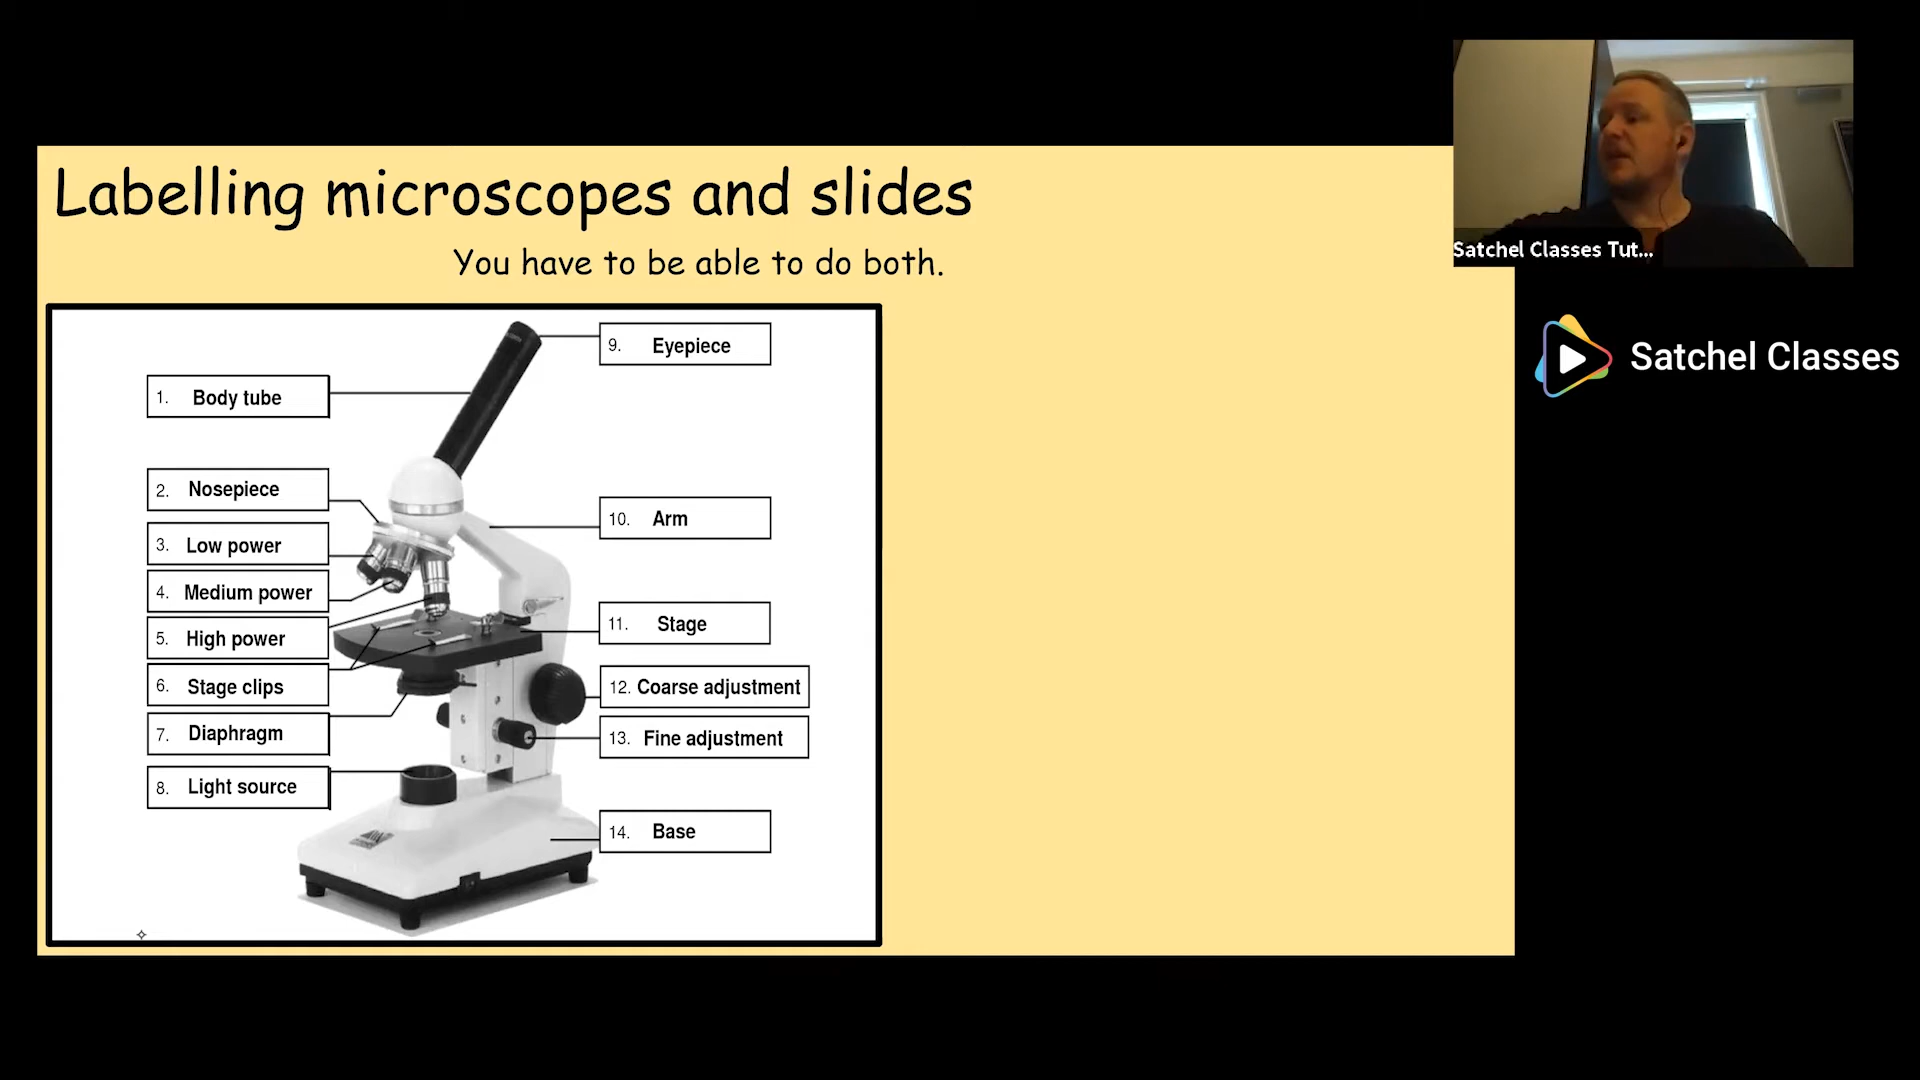 Labelling microscopes and slides
You have to be able to do both.
1. Body tube
2. Nosepiece
3. Low power
4. Medium power
5. High power
6. Stage clips
7. Diaphragm
8. Light source
9. Eyepiece
10. Arm
11. Stage
12. Coarse adjustment
13. Fine adjustment
14. Base
Satchel Classes Tut...
Satchel Classes